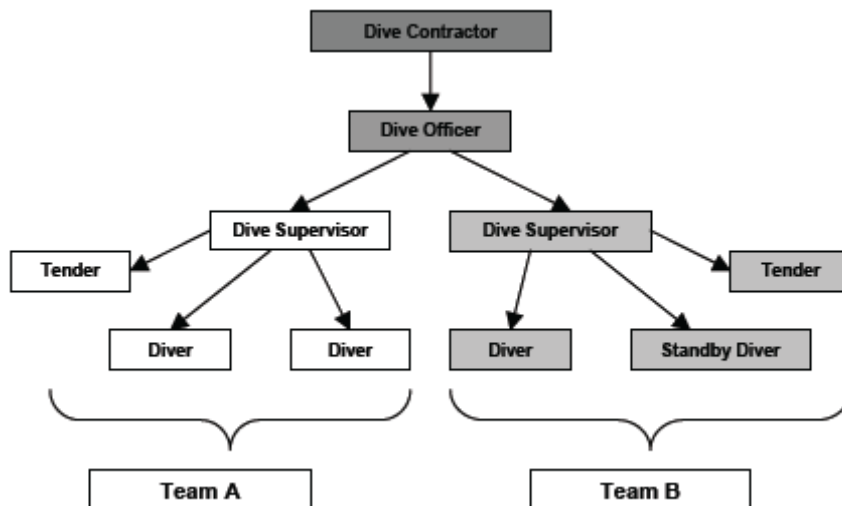 Dive Contractor
Dive Officer
Dive Supervisor
Dive Supervisor
Tender
Tender
Diver
Diver
Diver
Standby Diver
Team A
Team B